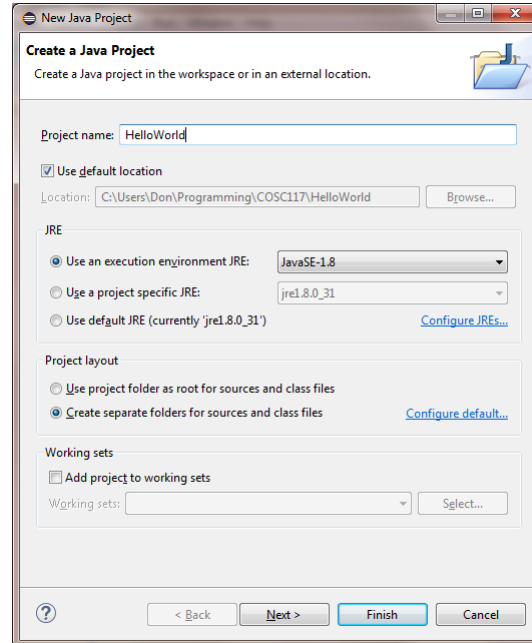 New Java Project
Create a Java Project
Create a Java project in the workspace or in an external location.
Project name: HelloWorld
Use default location
Location: C:\Users\Don\Programming\COSC117\HelloWorld Browse...
JRE
Use an execution environment JRE: JavaSE-1.8
Use a project specific JRE: jre1.8.0_31
Use default JRE (currently 'jre1.8.0_31') Configure JREs...
Project layout
Use project folder as root for sources and class files
Create separate folders for sources and class files Configure default...
Working sets
Add project to working sets
Working sets: Select...
? < Back Next > Finish Cancel